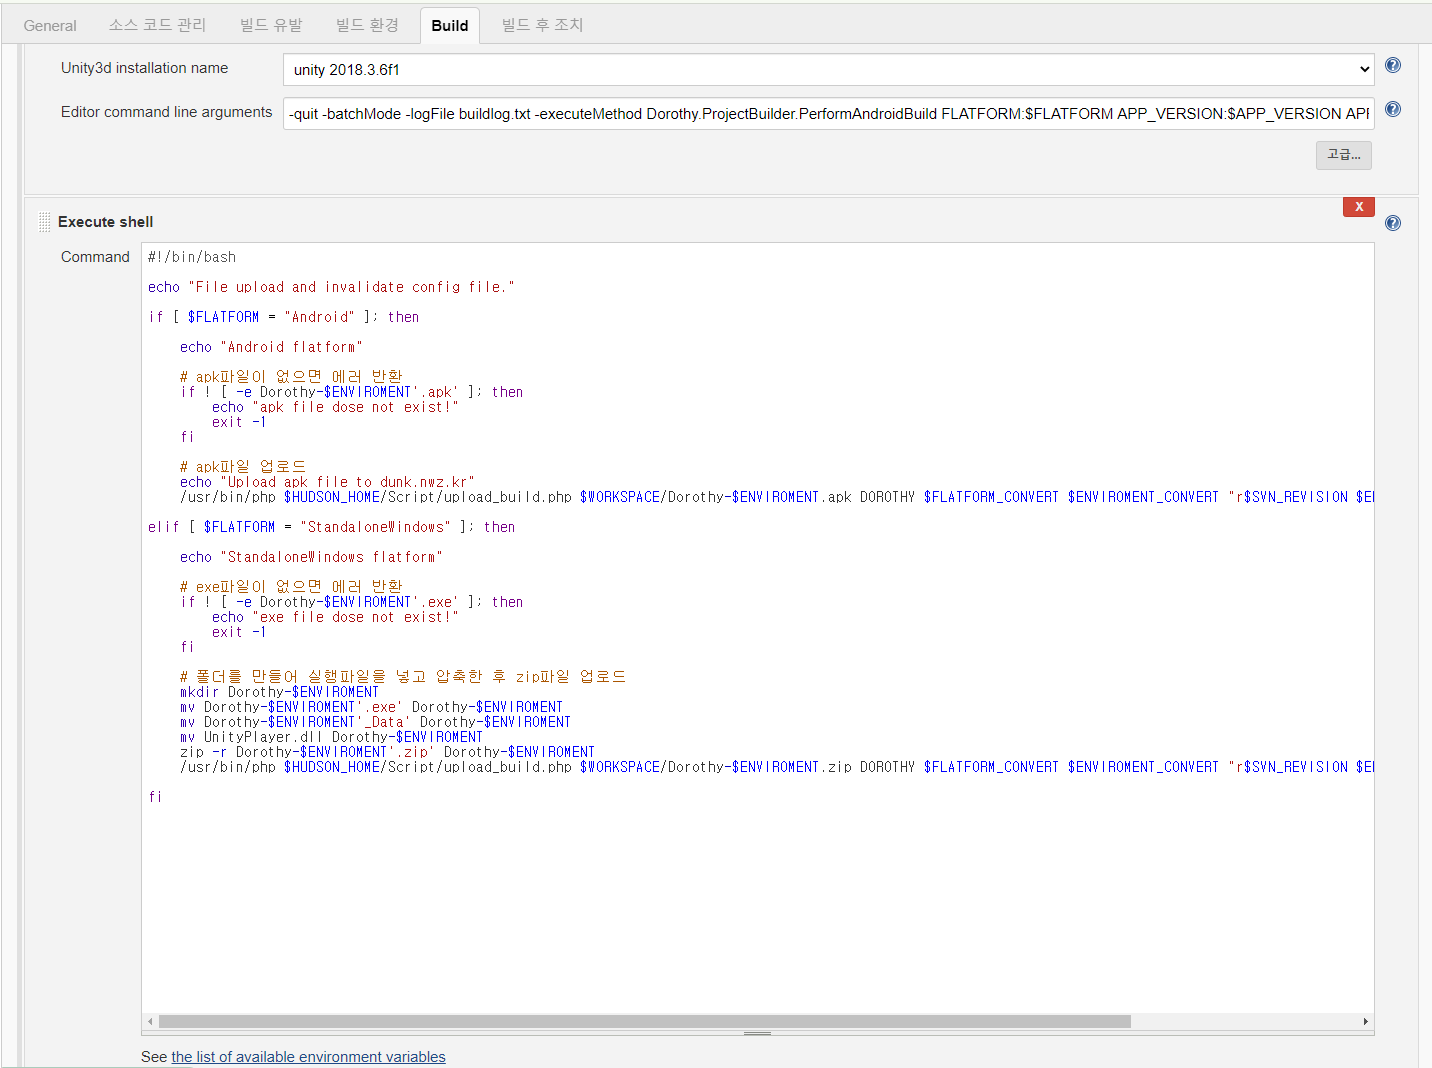 General 소스 코드 관리 빌드 유발 빌드 환경 Build 빌드 후 조치
Unity3d installation name unity 2018.3.6f1
Editor command line arguments -quit -batchMode -logFile buildlog.txt -executeMethod Dorothy.ProjectBuilder.PerformAndroidBuild FLATFORM:$FLATFORM APP_VERSION:$APP_VERSION
고급...
X
Execute shell
Command
#!/bin/bash
echo "File upload and invalidate config file."
if [ $FLATFORM = "Android" ]; then
echo "Android flatform"
# apk파일이 없으면 에러 반환
if ! [ -e Dorothy-$ENVIROMENT'.apk' ]; then
echo "apk file dose not exist!"
exit -1
fi
# apk파일 업로드
echo "Upload apk file to dunk.nwz.kr"
/usr/bin/php $HUDSON_HOME/Script/upload_build.php $WORKSPACE/Dorothy-$ENVIROMENT.apk DOROTHY $FLATFORM_CONVERT $ENVIROMENT_CONVERT "r$SVN_REVISION
elif [ $FLATFORM = "StandaloneWindows" ]; then
echo "StandaloneWindows flatform"
# exe파일이 없으면 에러 반환
if ! [ -e Dorothy-$ENVIROMENT'.exe' ]; then
echo "exe file dose not exist!"
exit -1
fi
# 폴더를 만들어 실행파일을 넣고 압축한 후 zip파일 업로드
mkdir Dorothy-$ENVIROMENT
mv Dorothy-$ENVIROMENT'.exe' Dorothy-$ENVIROMENT
mv Dorothy-$ENVIROMENT'_Data' Dorothy-$ENVIROMENT
mv UnityPlayer.dll Dorothy-$ENVIROMENT
zip -r Dorothy-$ENVIROMENT'.zip' Dorothy-$ENVIROMENT
/usr/bin/php $HUDSON_HOME/Script/upload_build.php $WORKSPACE/Dorothy-$ENVIROMENT.zip DOROTHY $FLATFORM_CONVERT $ENVIROMENT_CONVERT "r$SVN_REVISION
fi
See the list of available environment variables